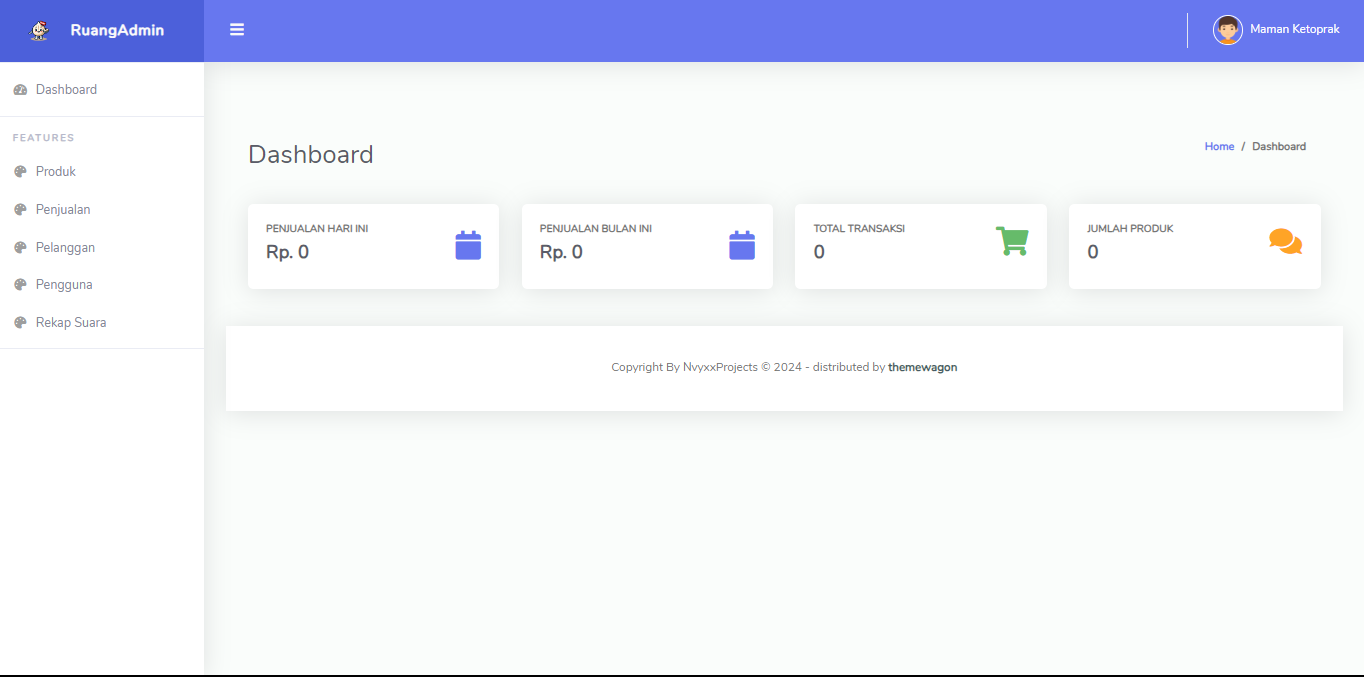 RuangAdmin
Maman Ketoprak
Dashboard
FEATURES
Produk
Penjualan
Pelanggan
Pengguna
Rekap Suara
Dashboard
Home / Dashboard
PENJUALAN HARI INI
Rp. 0
PENJUALAN BULAN INI
Rp. 0
TOTAL TRANSAKSI
0
JUMLAH PRODUK
0
Copyright By NvyxxProjects © 2024 - distributed by themewagon